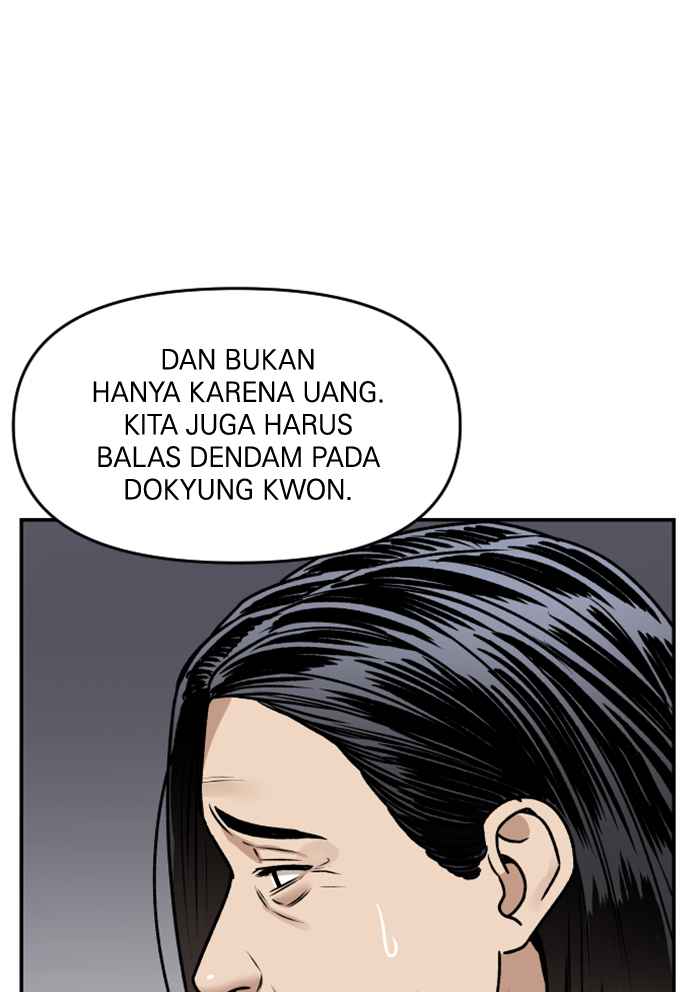 DAN BUKAN
HANYA KARENA UANG.
KITA JUGA HARUS
BALAS DENDAM PADA
DOKYUNG KWON.